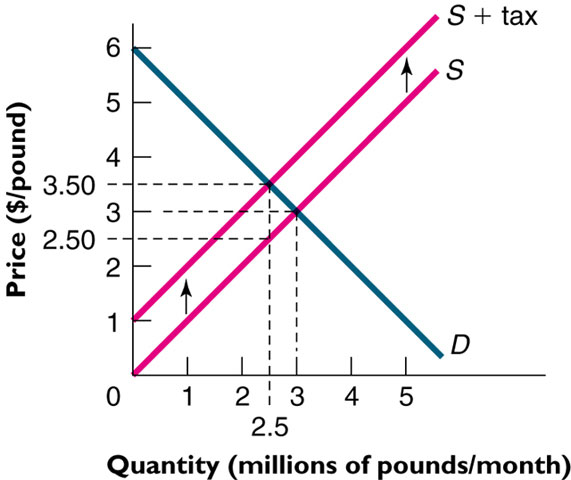 S + tax
S
6
5
4
3.50
3
2.50
2
1
D
0 1 2 3 4 5
2.5
Price ($/pound)
Quantity (millions of pounds/month)